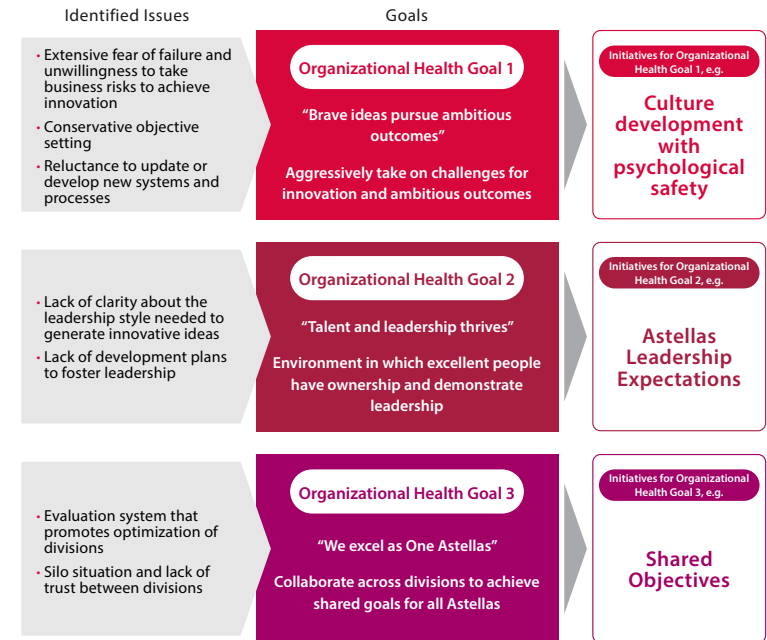 Identified Issues
Goals
• Extensive fear of failure and
unwillingness to take
business risks to achieve
innovation
• Conservative objective
setting
• Reluctance to update or
develop new systems and
processes
Organizational Health Goal 1
“Brave ideas pursue ambitious
outcomes”
Aggressively take on challenges for
innovation and ambitious outcomes
Initiatives for Organizational
Health Goal 1, e.g.
Culture
development
with
psychological
safety
• Lack of clarity about the
leadership style needed to
generate innovative ideas
• Lack of development plans
to foster leadership
Organizational Health Goal 2
“Talent and leadership thrives”
Environment in which excellent people
have ownership and demonstrate
leadership
Initiatives for Organizational
Health Goal 2, e.g.
Astellas
Leadership
Expectations
• Evaluation system that
promotes optimization of
divisions
• Silo situation and lack of
trust between divisions
Organizational Health Goal 3
“We excel as One Astellas”
Collaborate across divisions to achieve
shared goals for all Astellas
Initiatives for Organizational
Health Goal 3, e.g.
Shared
Objectives